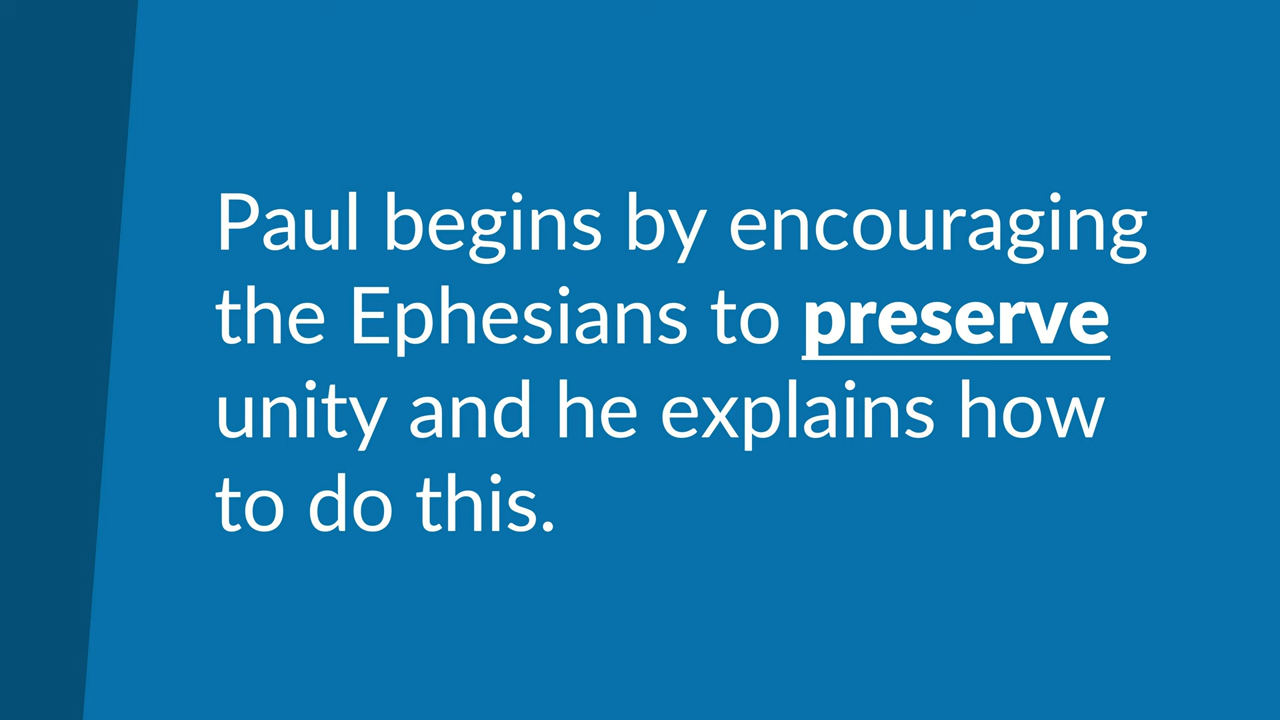 Paul begins by encouraging
the Ephesians to preserve
unity and he explains how
to do this.